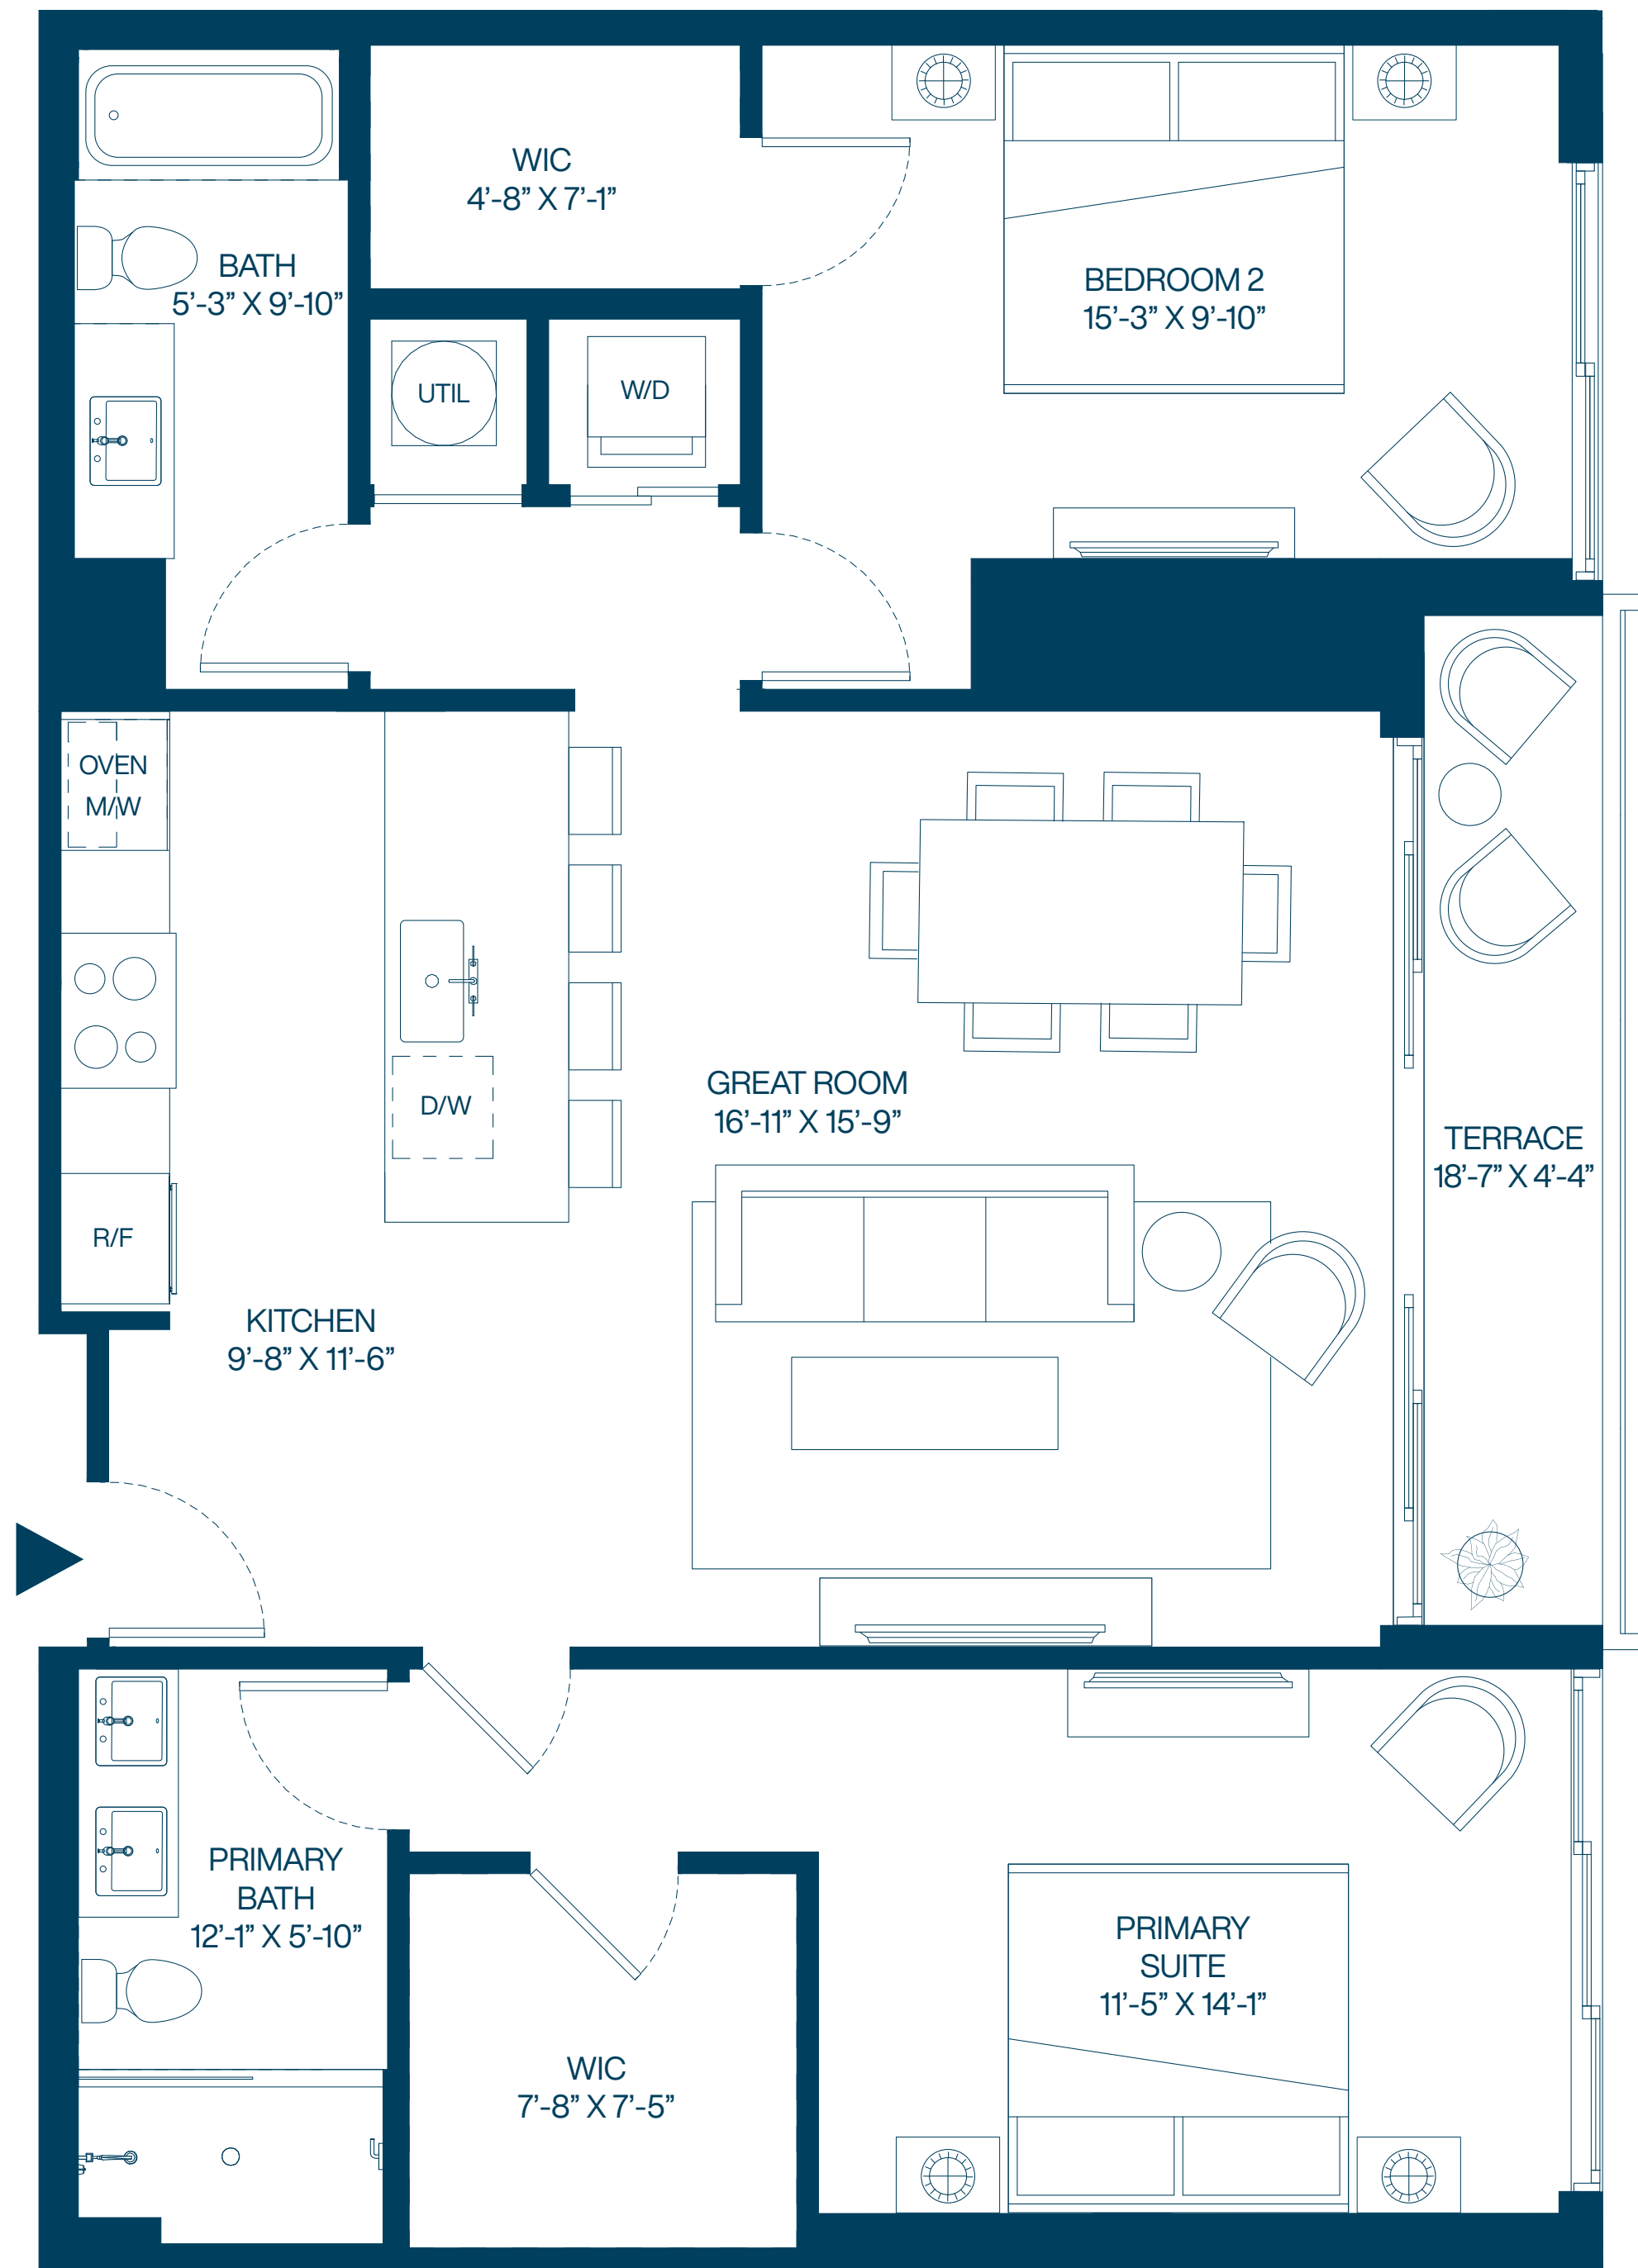 WIC
4’-8” X 7’-1”
BATH
5’-3” X 9’-10”
BEDROOM 2
15’-3” X 9’-10”
UTIL
W/D
OVEN
M/W
D/W
GREAT ROOM
16’-11” X 15’-9”
TERRACE
18’-7” X 4’-4”
R/F
KITCHEN
9’-8” X 11’-6”
PRIMARY
BATH
12’-1” X 5’-10”
PRIMARY
SUITE
11’-5” X 14’-1”
WIC
7’-8” X 7’-5”